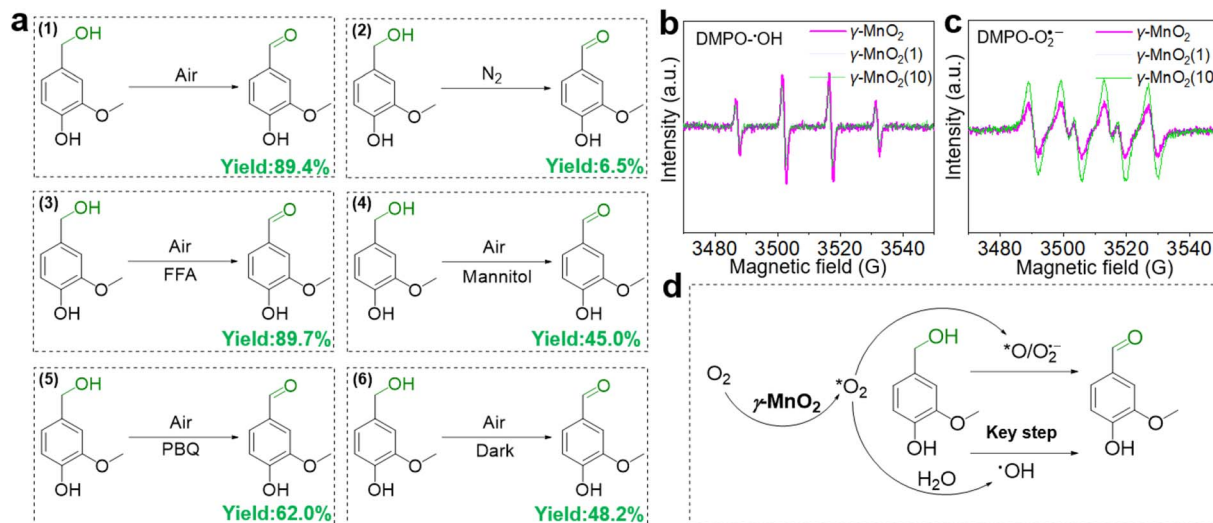 a
(1)
OH
Air
O
O
OH
O
OH
Yield:89.4%
(2)
OH
N2
O
O
OH
O
OH
Yield:6.5%
(3)
OH
Air
FFA
O
O
OH
O
OH
Yield:89.7%
(4)
OH
Air
Mannitol
O
O
OH
O
OH
Yield:45.0%
(5)
OH
Air
PBQ
O
O
OH
O
OH
Yield:62.0%
(6)
OH
Air
Dark
O
O
OH
O
OH
Yield:48.2%
b
DMPO-·OH
γ-MnO2
γ-MnO2(1)
γ-MnO2(10)
Intensity (a.u.)
3480 3500 3520 3540
Magnetic field (G)
c
DMPO-O2·−
γ-MnO2
γ-MnO2(1)
γ-MnO2(10
Intensity (a.u.)
3480 3500 3520 3540
Magnetic field (G)
d
O2
γ-MnO2
*O2
OH
O
OH
*O/O2·−
Key step
H2O
·OH
O
O
OH